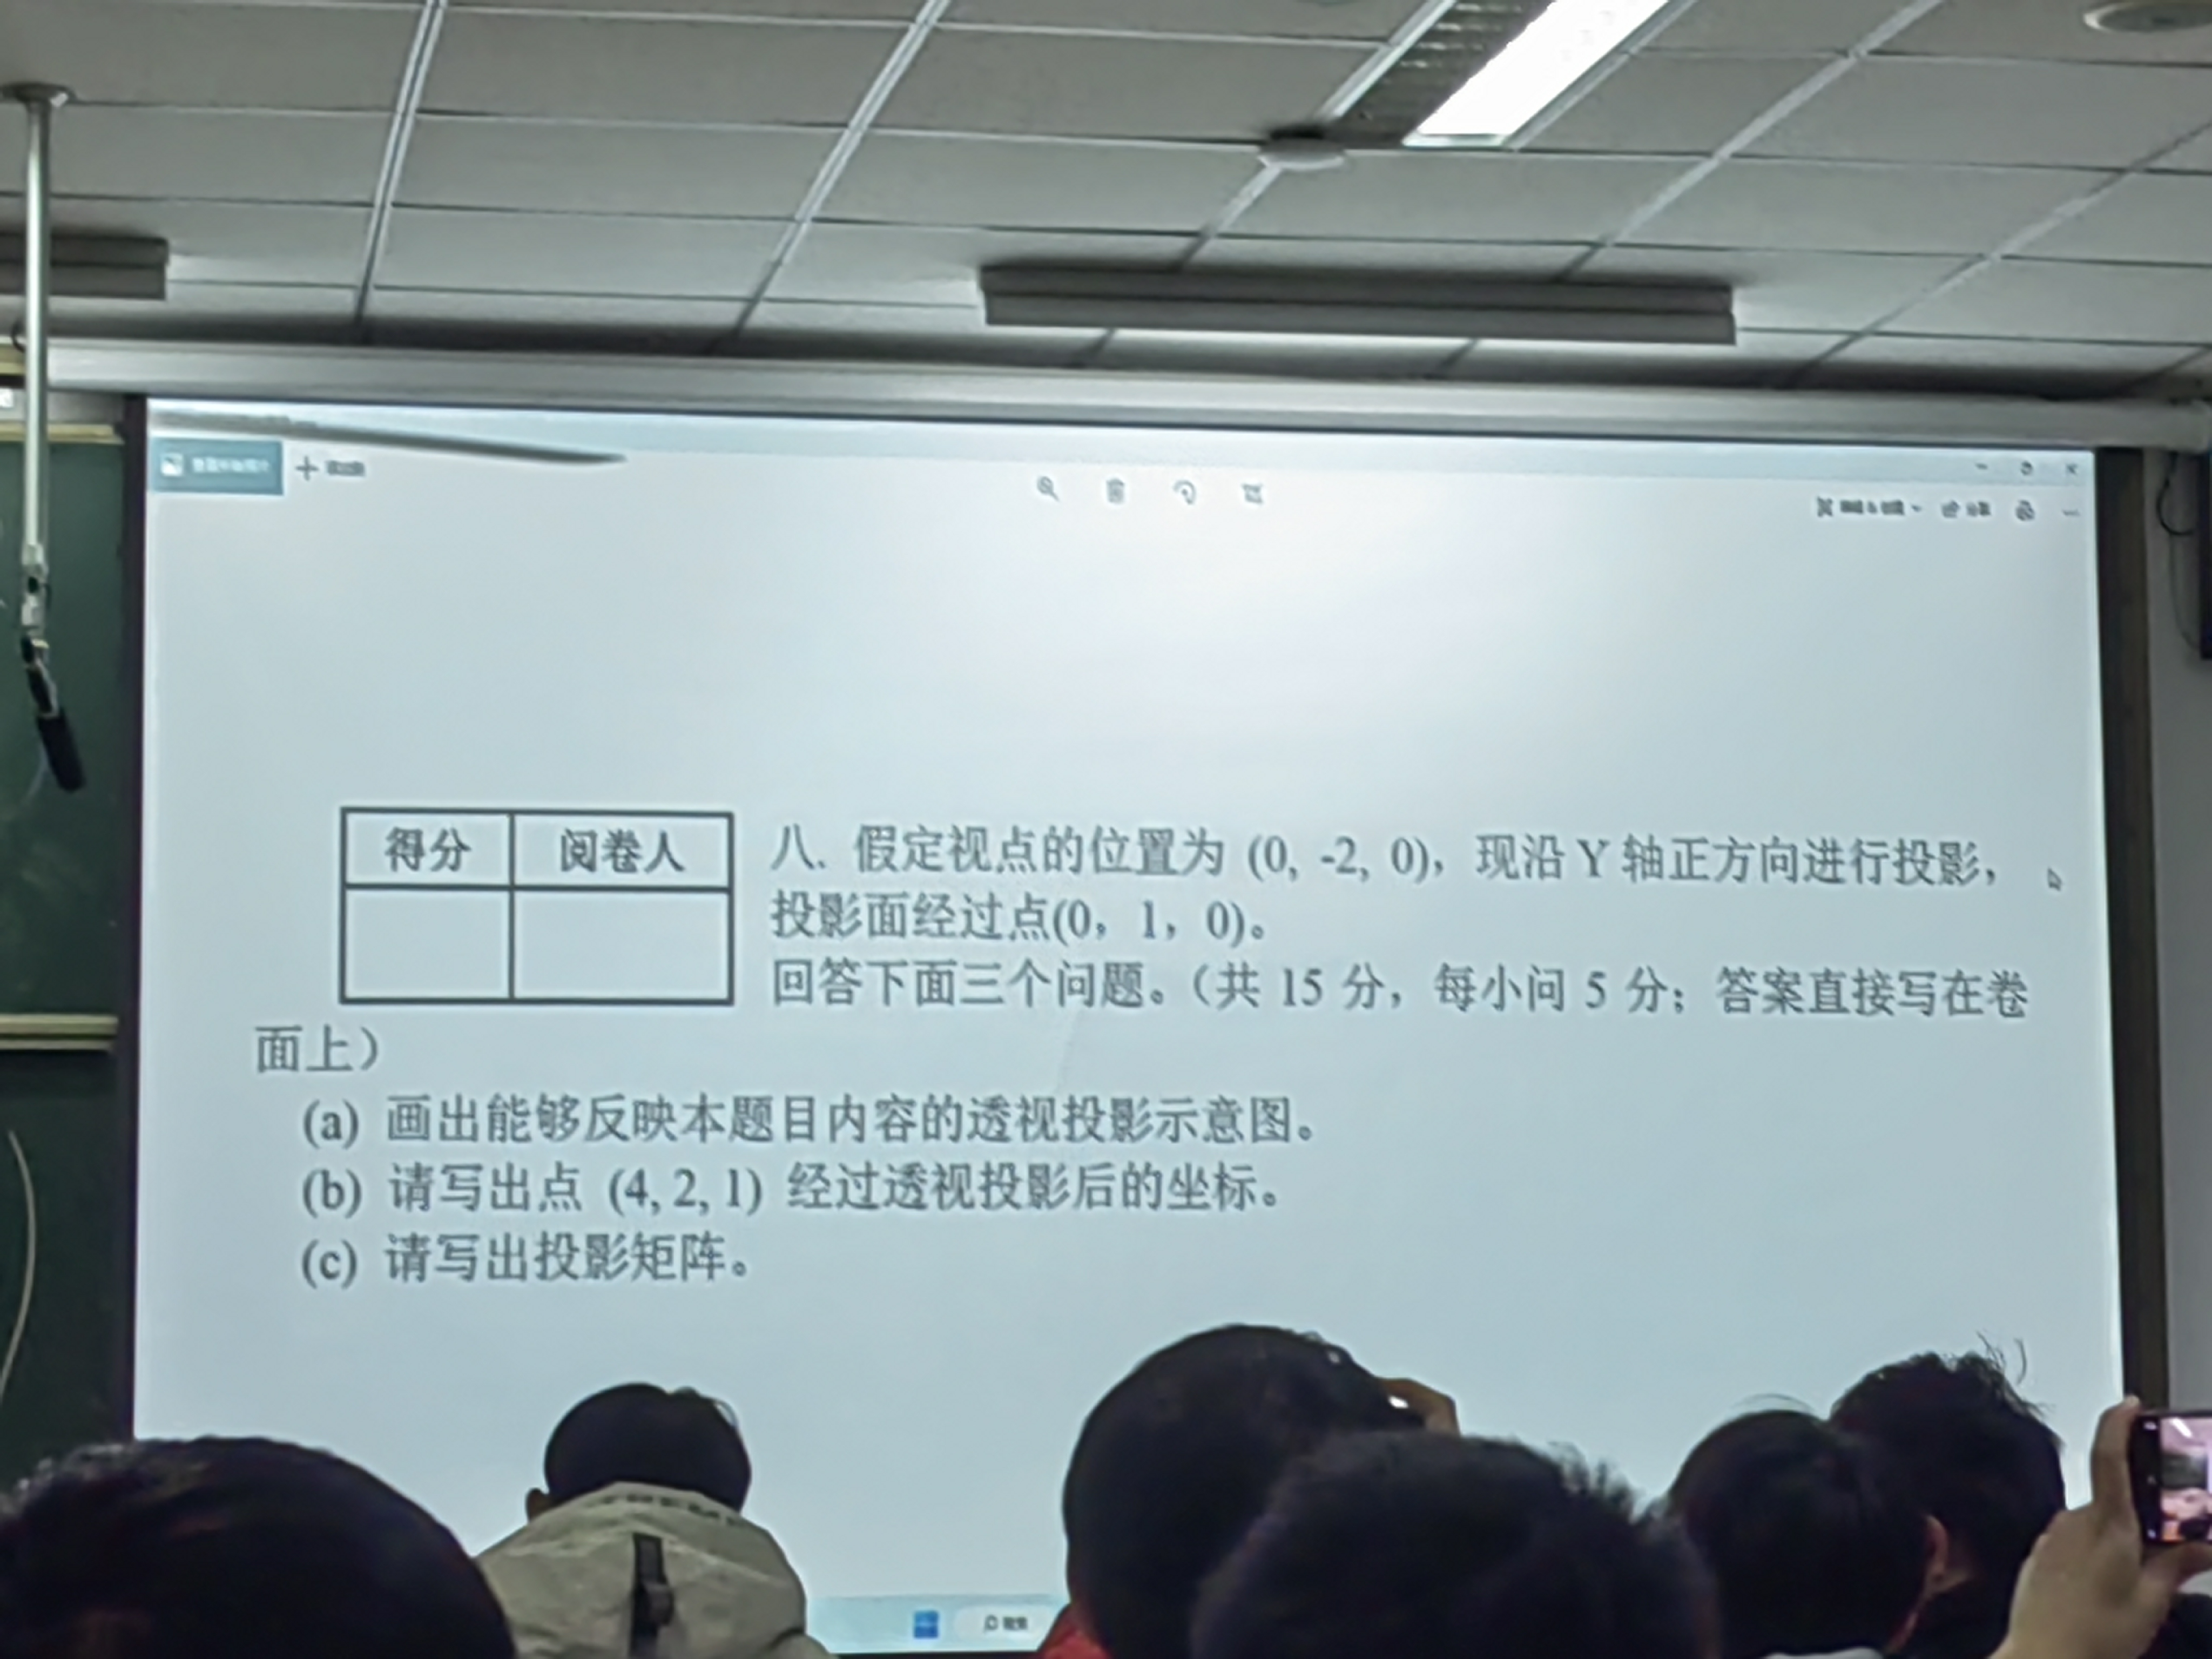 得分 阅卷人
八. 假定视点的位置为 (0, -2, 0)，现沿 Y 轴正方向进行投影，
投影面经过点(0，1，0)。
回答下面三个问题。（共 15 分，每小问 5 分；答案直接写在卷
面上）
(a) 画出能够反映本题目内容的透视投影示意图。
(b) 请写出点 (4, 2, 1) 经过透视投影后的坐标。
(c) 请写出投影矩阵。